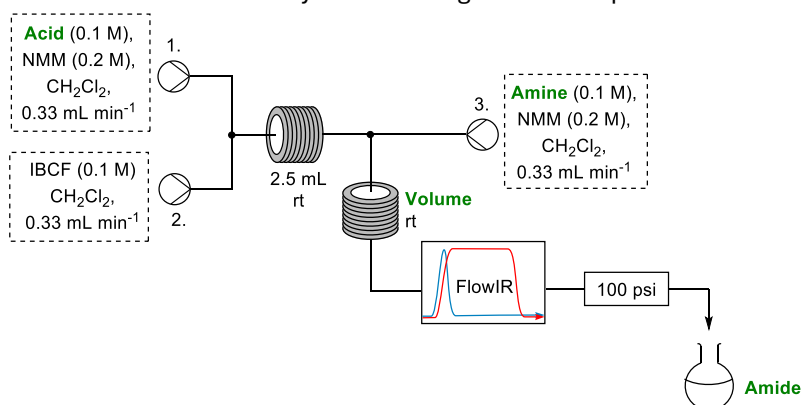 Acid (0.1 M),
NMM (0.2 M),
CH2Cl2,
0.33 mL min-1
1.
IBCF (0.1 M)
CH2Cl2,
0.33 mL min-1
2.
2.5 mL
rt
3.
Amine (0.1 M),
NMM (0.2 M),
CH2Cl2,
0.33 mL min-1
Volume
rt
FlowIR
100 psi
Amide